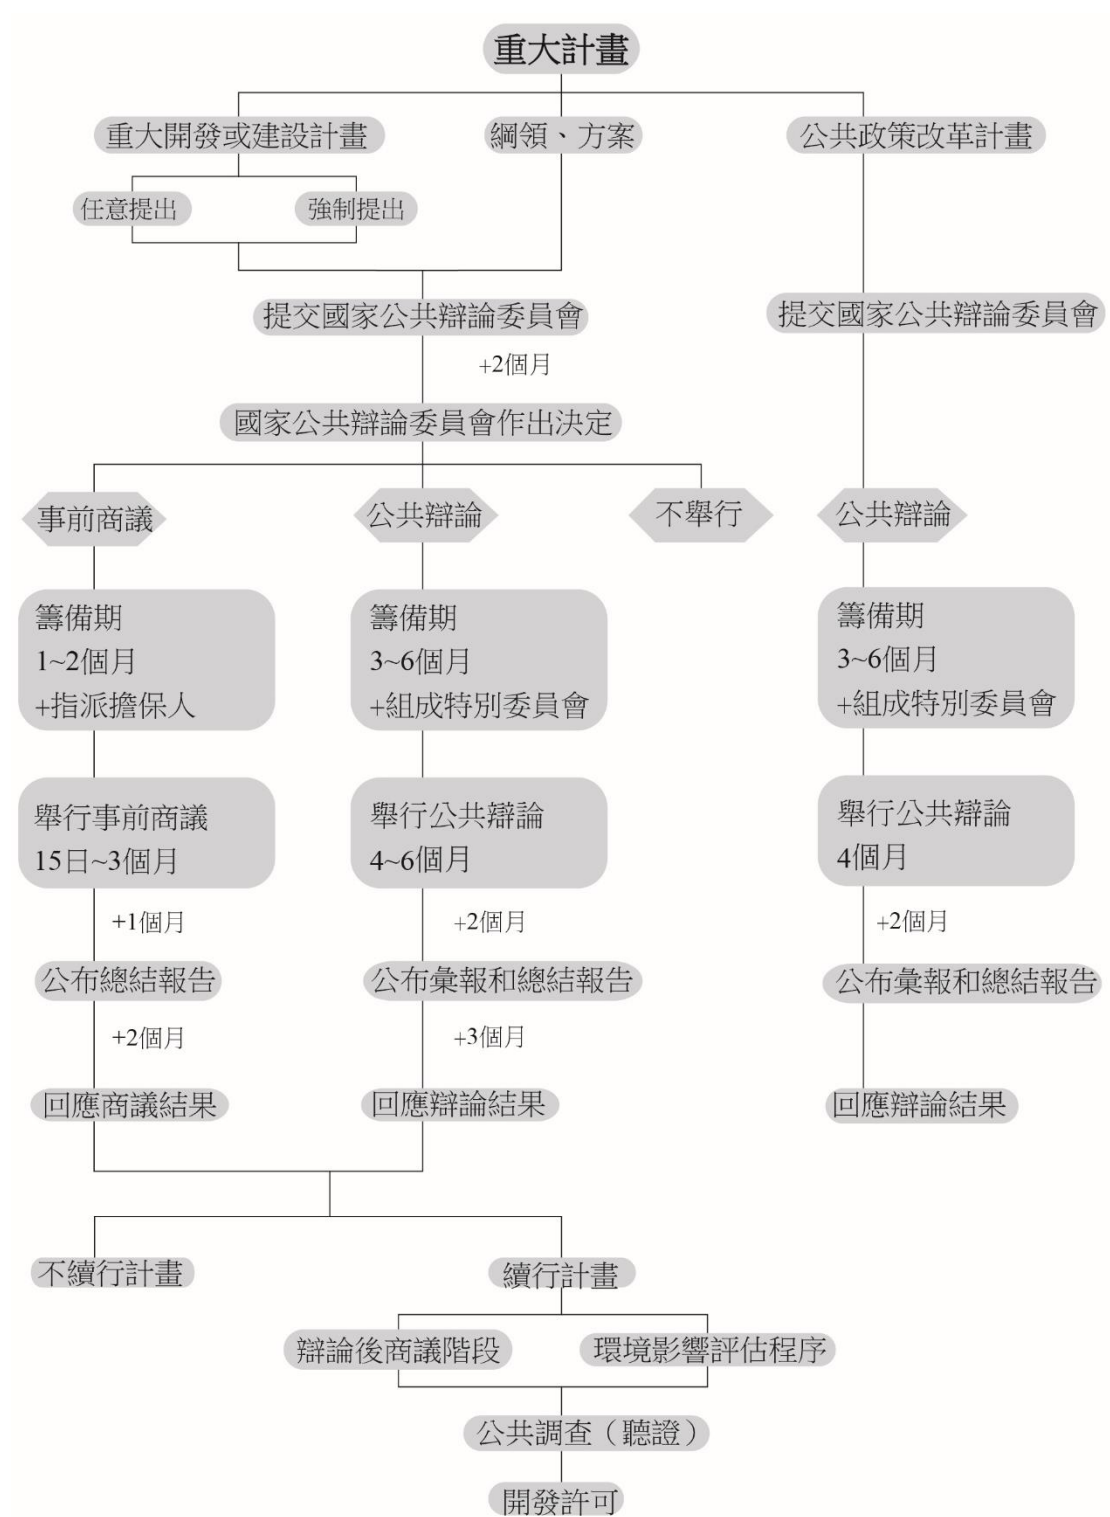 重大計畫
重大開發或建設計畫
綱領、方案
公共政策改革計畫
任意提出
強制提出
提交國家公共辯論委員會
提交國家公共辯論委員會
+2個月
國家公共辯論委員會作出決定
事前商議
公共辯論
不舉行
公共辯論
籌備期
1~2個月
+指派擔保人
籌備期
3~6個月
+組成特別委員會
籌備期
3~6個月
+組成特別委員會
舉行事前商議
15日~3個月
舉行公共辯論
4~6個月
舉行公共辯論
4個月
+1個月
+2個月
+2個月
公布總結報告
公布彙報和總結報告
公布彙報和總結報告
+2個月
+3個月
回應商議結果
回應辯論結果
回應辯論結果
不續行計畫
續行計畫
辯論後商議階段
環境影響評估程序
公共調查（聽證）
開發許可